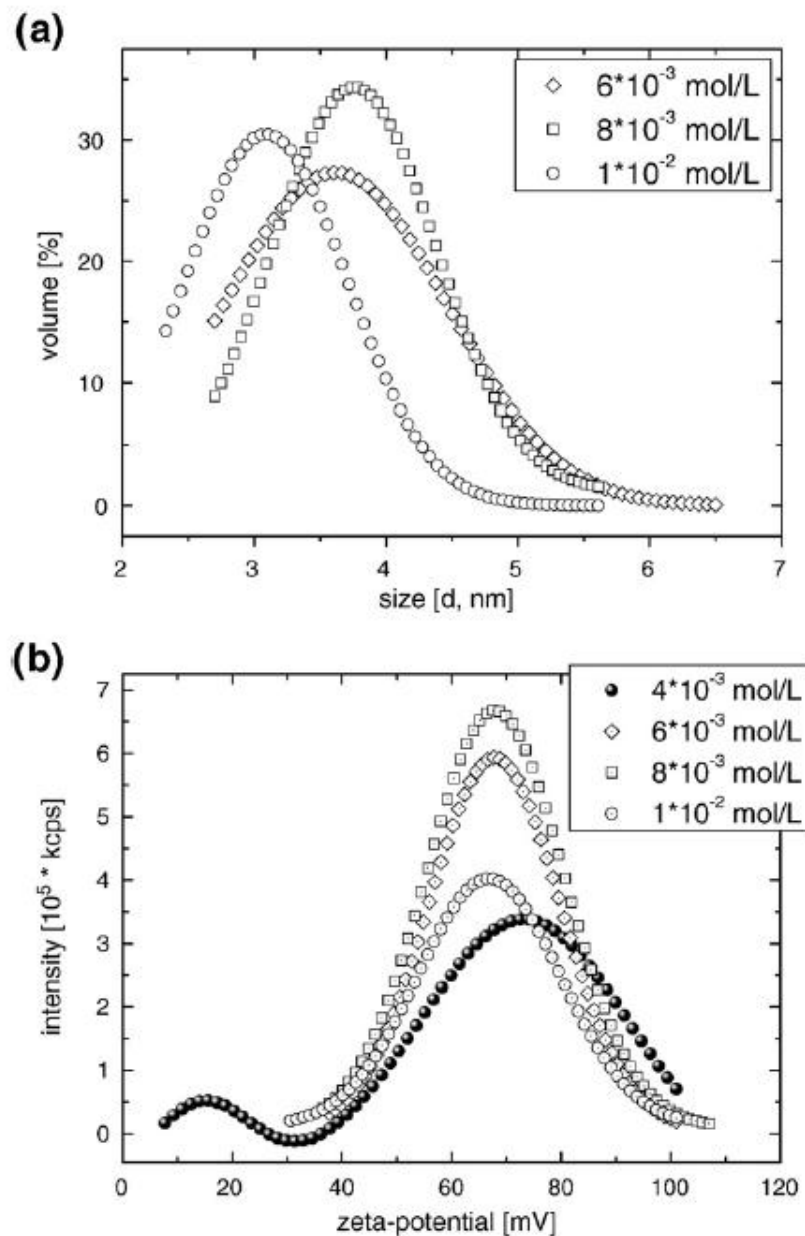 (a)
6*10⁻³ mol/L
8*10⁻³ mol/L
1*10⁻² mol/L
30
20
10
0
volume [%]
2 3 4 5 6 7
size [d, nm]
(b)
4*10⁻³ mol/L
6*10⁻³ mol/L
8*10⁻³ mol/L
1*10⁻² mol/L
7
6
5
4
3
2
1
0
intensity [10⁵ * kcps]
0 20 40 60 80 100 120
zeta-potential [mV]